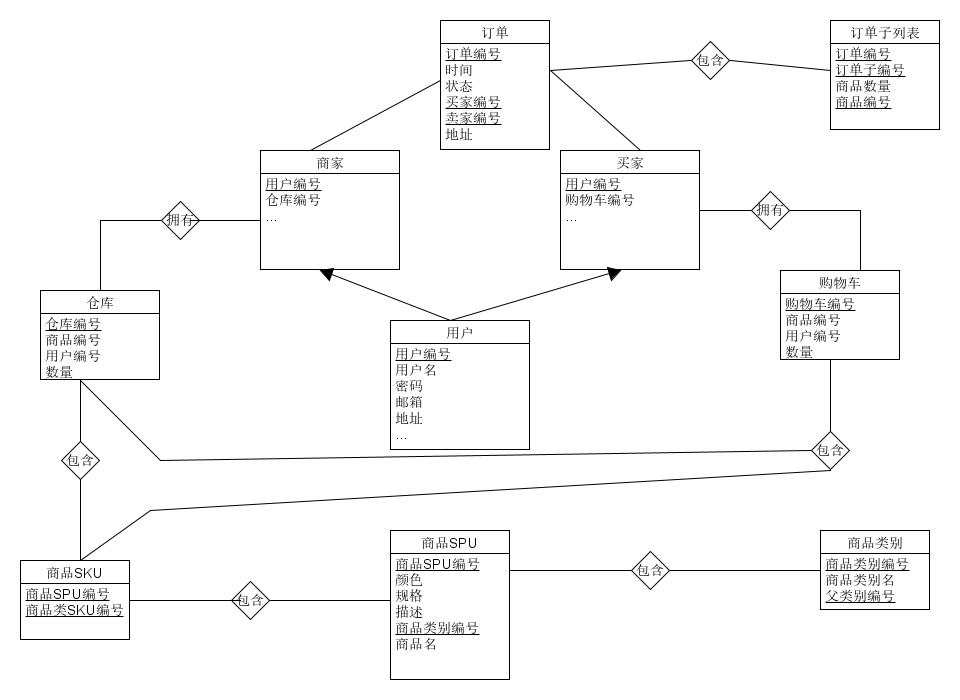 订单
订单编号
时间
状态
买家编号
卖家编号
地址
包含
订单子列表
订单编号
订单子编号
商品数量
商品编号
商家
用户编号
仓库编号
...
买家
用户编号
购物车编号
...
拥有
拥有
仓库
仓库编号
商品编号
用户编号
数量
用户
用户编号
用户名
密码
邮箱
地址
...
购物车
购物车编号
商品编号
用户编号
数量
包含
包含
商品SKU
商品SPU编号
商品类SKU编号
包含
商品SPU
商品SPU编号
颜色
规格
描述
商品类别编号
商品名
包含
商品类别
商品类别编号
商品类别名
父类别编号